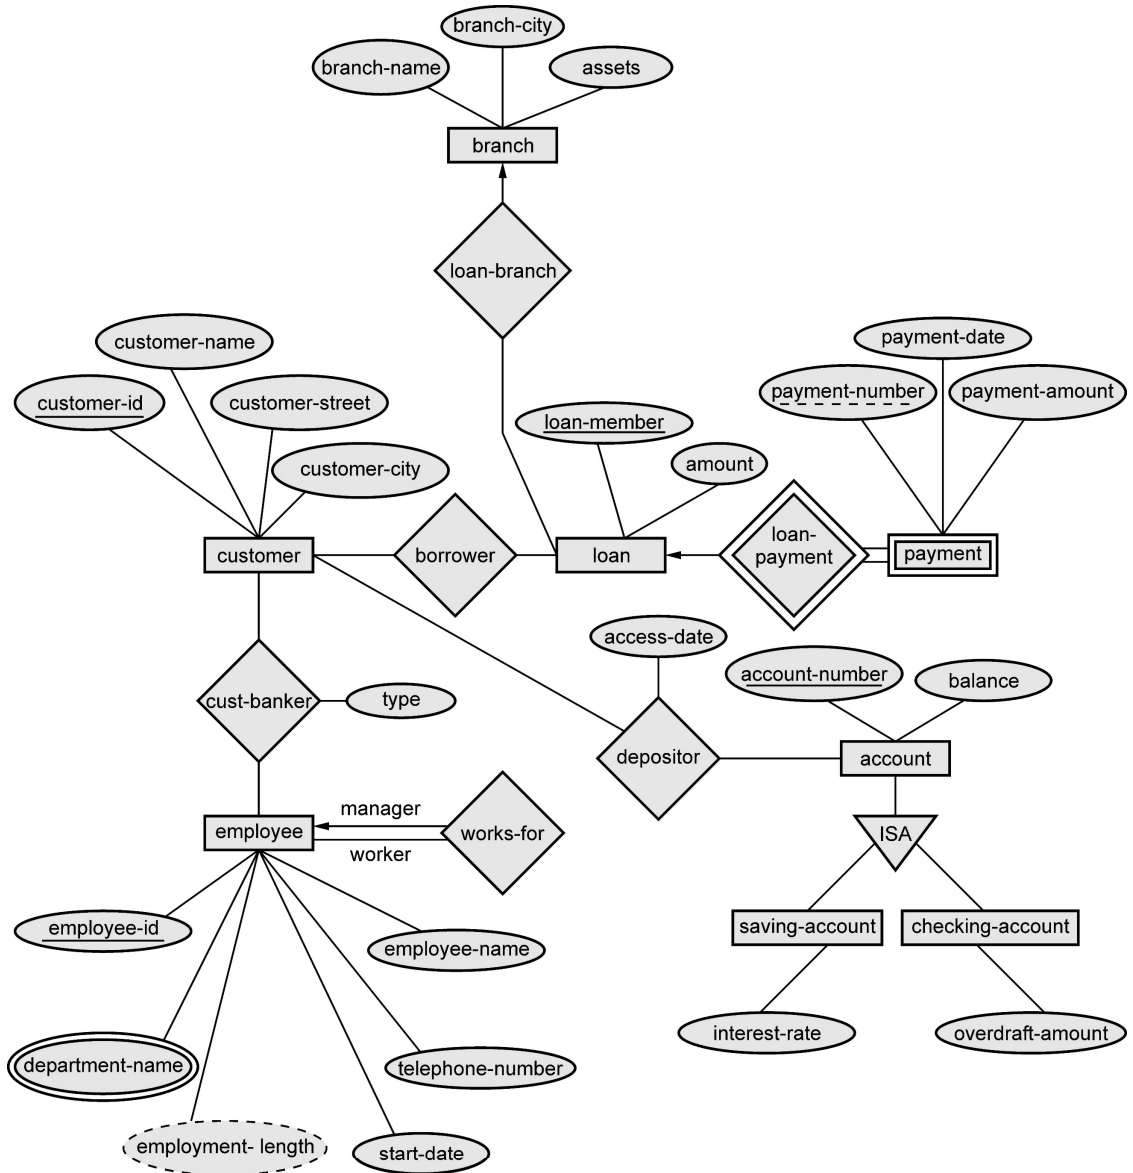 branch-city
branch-name
assets
branch
loan-branch
customer-name
payment-date
customer-id
customer-street
loan-member
payment-number
payment-amount
customer-city
amount
customer
borrower
loan
loan-
payment
payment
access-date
account-number
balance
cust-banker
type
depositor
account
manager
employee
works-for
ISA
worker
employee-id
employee-name
saving-account
checking-account
interest-rate
overdraft-amount
department-name
telephone-number
employment- length
start-date